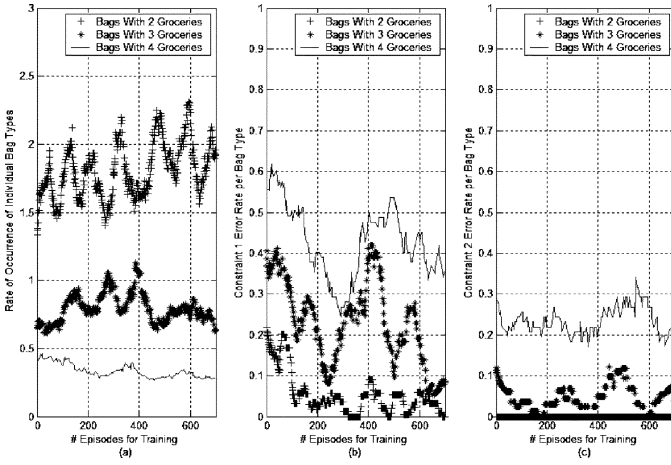 3
2.5
2
1.5
1
0.5
0
0 200 400 600
Rate of Occurrence of Individual Bag Types
+ Bags With 2 Groceries
* Bags With 3 Groceries
Bags With 4 Groceries
# Episodes for Training
(a)
1
0.9
0.8
0.7
0.6
0.5
0.4
0.3
0.2
0.1
0
0 200 400 600
Constraint 1 Error Rate per Bag Type
+ Bags With 2 Groceries
* Bags With 3 Groceries
Bags With 4 Groceries
# Episodes for Training
(b)
1
0.9
0.8
0.7
0.6
0.5
0.4
0.3
0.2
0.1
0
0 200 400 600
Constraint 2 Error Rate per Bag Type
+ Bags With 2 Groceries
* Bags With 3 Groceries
Bags With 4 Groceries
# Episodes for Training
(c)